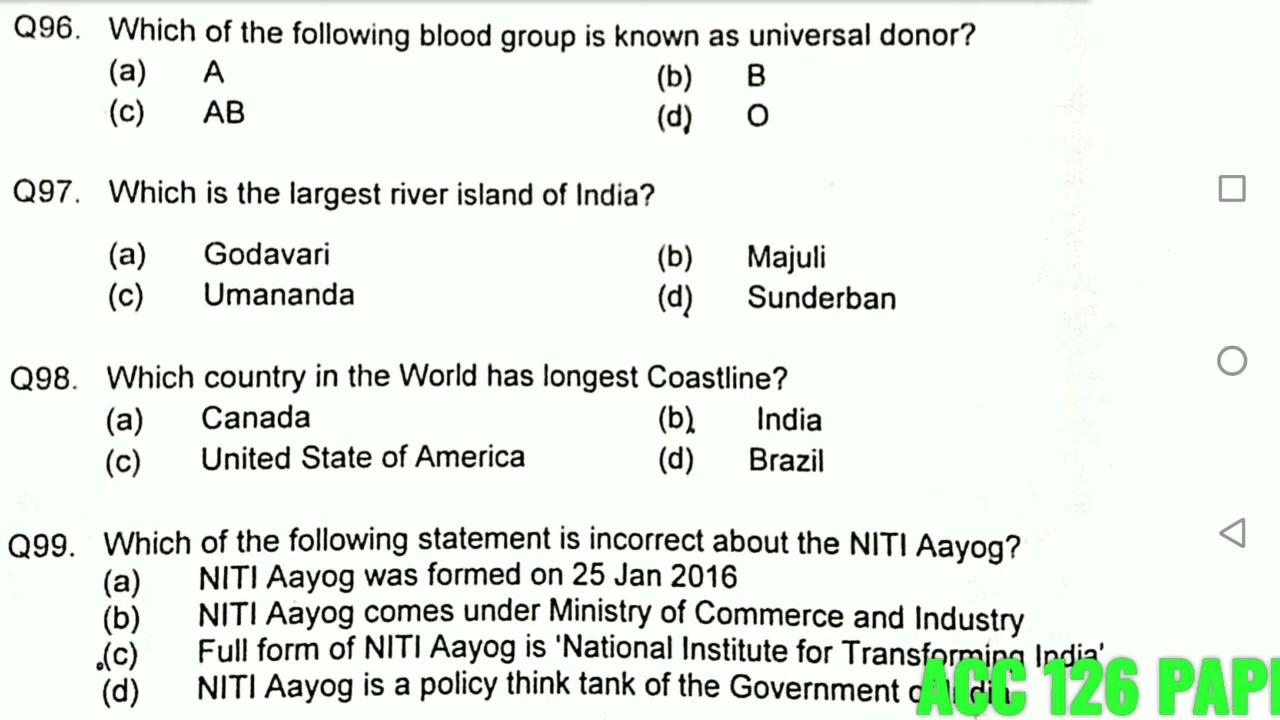 Q96. Which of the following blood group is known as universal donor?
(a) A (b) B
(c) AB (d) O
Q97. Which is the largest river island of India?
(a) Godavari (b) Majuli
(c) Umananda (d) Sunderban
Q98. Which country in the World has longest Coastline?
(a) Canada (b) India
(c) United State of America (d) Brazil
Q99. Which of the following statement is incorrect about the NITI Aayog?
(a) NITI Aayog was formed on 25 Jan 2016
(b) NITI Aayog comes under Ministry of Commerce and Industry
(c) Full form of NITI Aayog is 'National Institute for Transforming India'
(d) NITI Aayog is a policy think tank of the Government
ACC 126